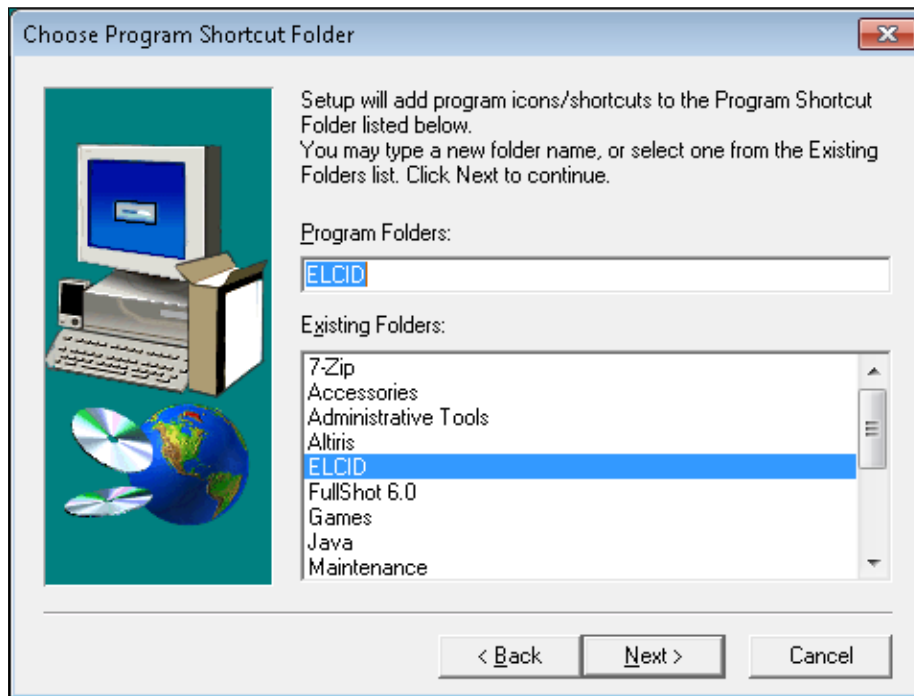 Choose Program Shortcut Folder
Setup will add program icons/shortcuts to the Program Shortcut
Folder listed below.
You may type a new folder name, or select one from the Existing
Folders list. Click Next to continue.
Program Folders:
ELCID
Existing Folders:
7-Zip
Accessories
Administrative Tools
Altiris
ELCID
FullShot 6.0
Games
Java
Maintenance
< Back
Next >
Cancel